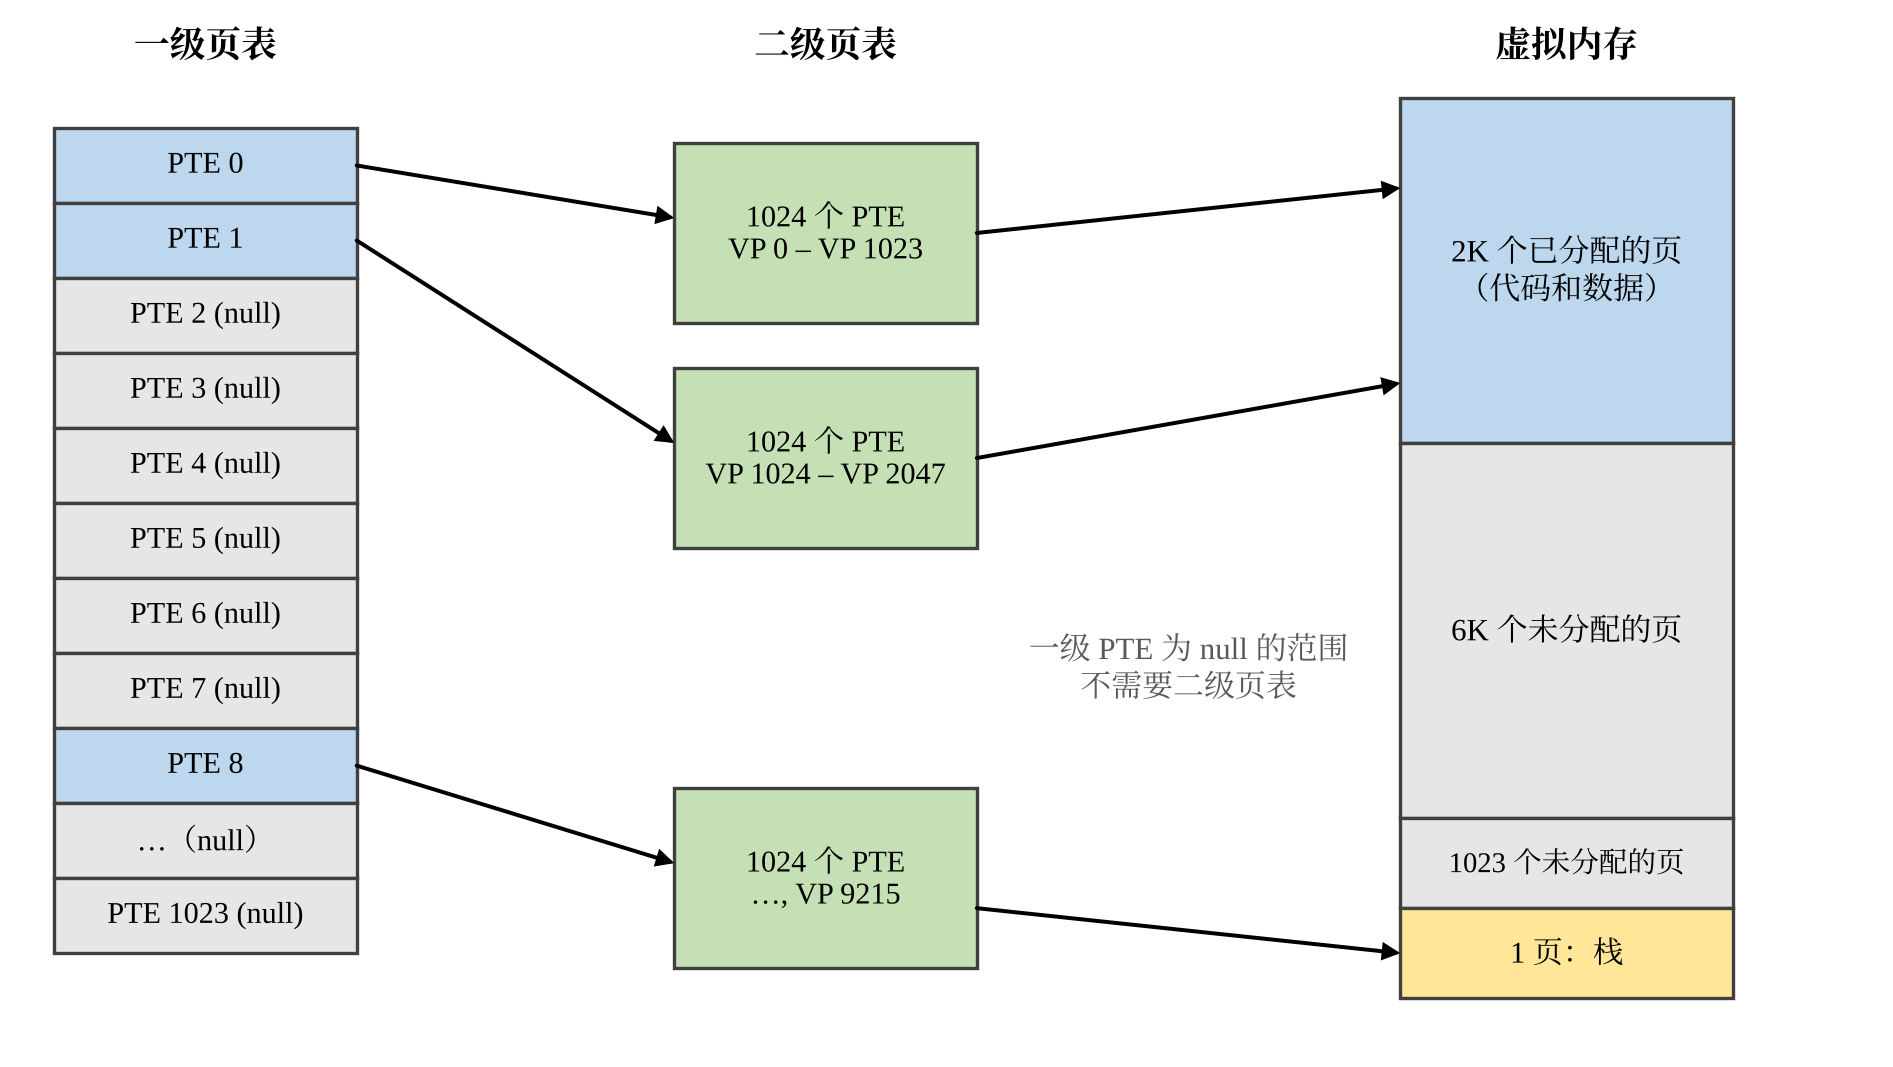 一级页表
二级页表
虚拟内存
PTE 0
PTE 1
PTE 2 (null)
PTE 3 (null)
PTE 4 (null)
PTE 5 (null)
PTE 6 (null)
PTE 7 (null)
PTE 8
…（null）
PTE 1023 (null)
1024 个 PTE
VP 0 – VP 1023
1024 个 PTE
VP 1024 – VP 2047
1024 个 PTE
…, VP 9215
一级 PTE 为 null 的范围
不需要二级页表
2K 个已分配的页
（代码和数据）
6K 个未分配的页
1023 个未分配的页
1 页：栈